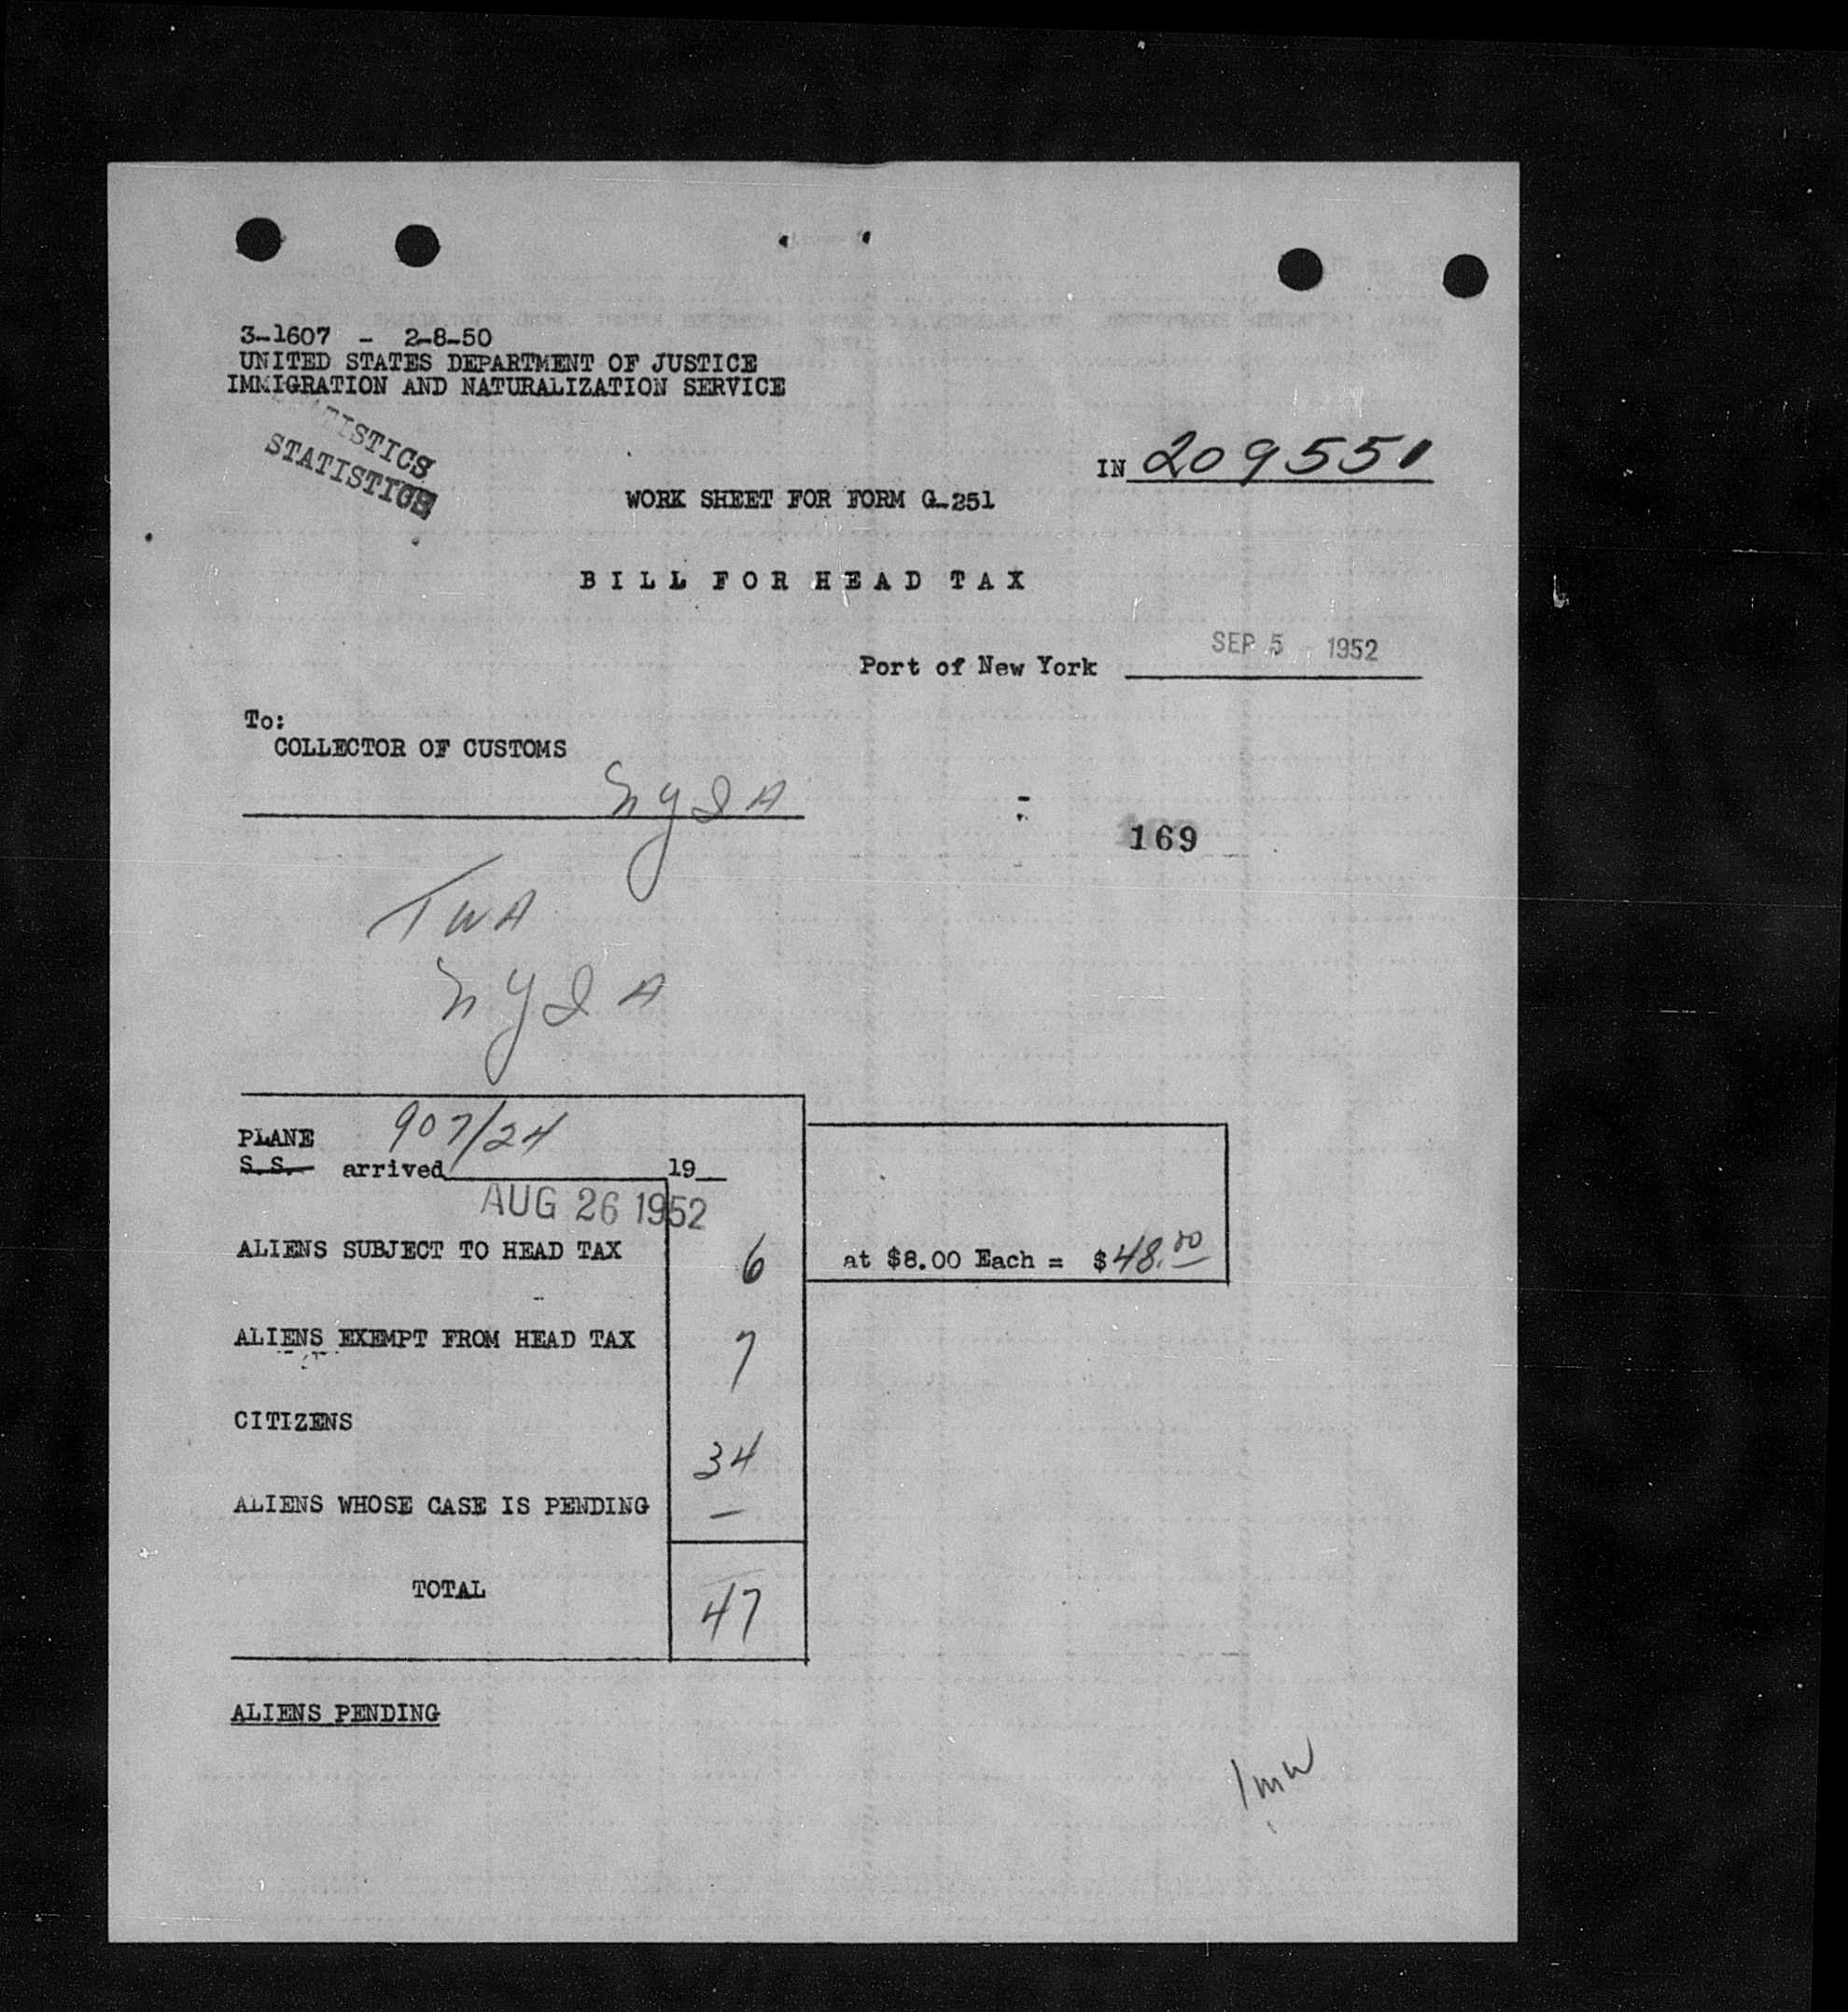 3-1607 - 2-8-50
UNITED STATES DEPARTMENT OF JUSTICE
IMMIGRATION AND NATURALIZATION SERVICE
TISTICS
STATISTICS
IN 209551
WORK SHEET FOR FORM G-251
BILL FOR HEAD TAX
SEP 5 1952
Port of New York
To:
COLLECTOR OF CUSTOMS
NYIA
169
TWA
NYIA
PLANE 907/24
S.S. arrived 19
AUG 26 1952
ALIENS SUBJECT TO HEAD TAX 6 at $8.00 Each = $48.00
ALIENS EXEMPT FROM HEAD TAX 7
CITIZENS
34
ALIENS WHOSE CASE IS PENDING –
TOTAL 47
ALIENS PENDING